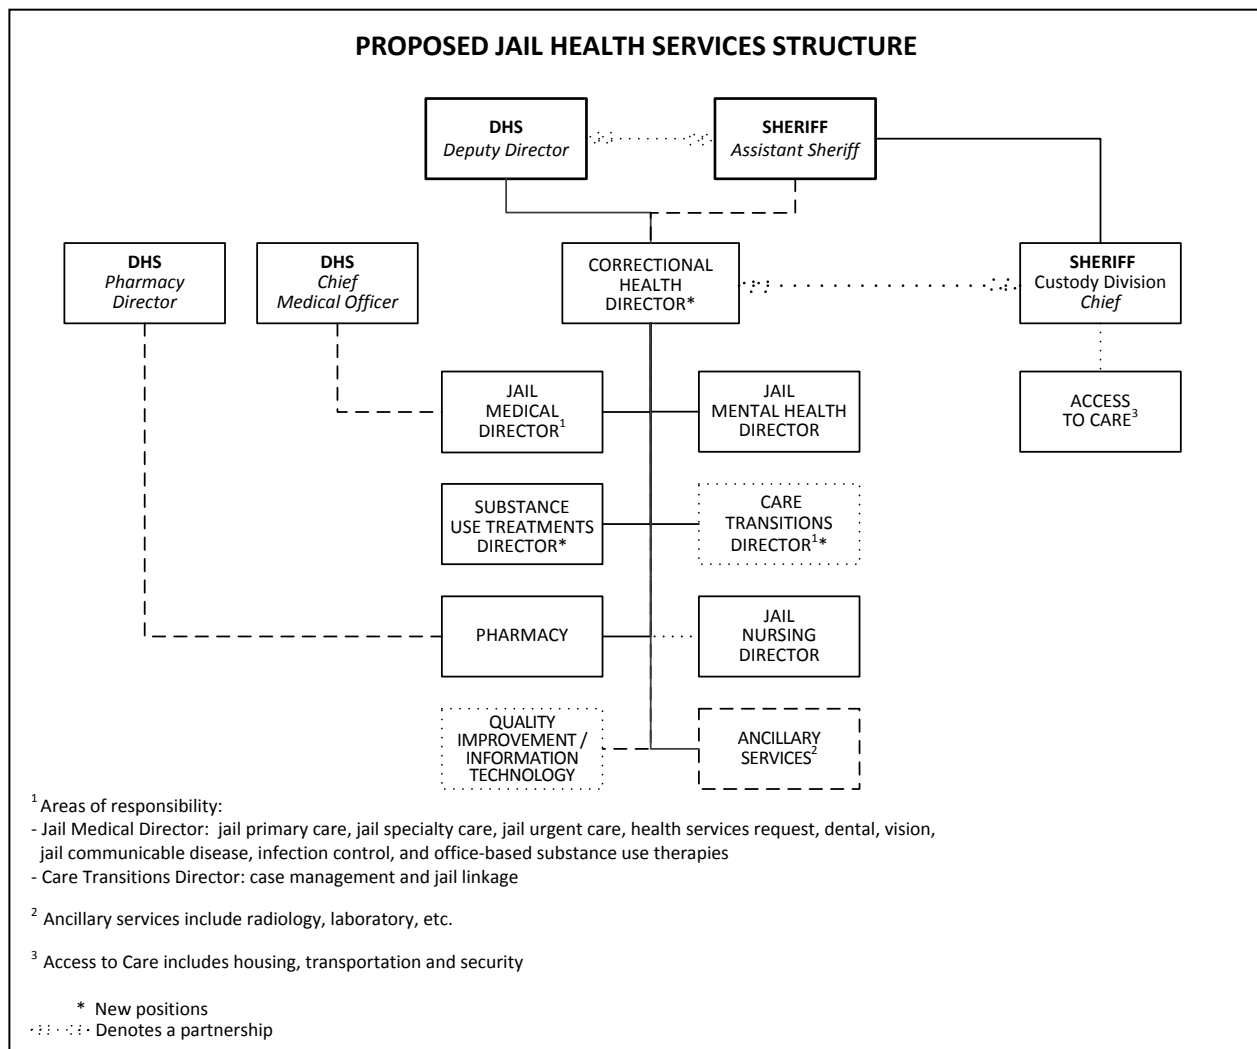 PROPOSED JAIL HEALTH SERVICES STRUCTURE
DHS
Deputy Director
SHERIFF
Assistant Sheriff
DHS
Pharmacy
Director
DHS
Chief
Medical Officer
CORRECTIONAL
HEALTH
DIRECTOR*
SHERIFF
Custody Division
Chief
JAIL
MEDICAL
DIRECTOR¹
JAIL
MENTAL HEALTH
DIRECTOR
ACCESS
TO CARE³
SUBSTANCE
USE TREATMENTS
DIRECTOR*
CARE
TRANSITIONS
DIRECTOR¹*
PHARMACY
JAIL
NURSING
DIRECTOR
QUALITY
IMPROVEMENT /
INFORMATION
TECHNOLOGY
ANCILLARY
SERVICES²
¹ Areas of responsibility:
- Jail Medical Director: jail primary care, jail specialty care, jail urgent care, health services request, dental, vision,
jail communicable disease, infection control, and office-based substance use therapies
- Care Transitions Director: case management and jail linkage
² Ancillary services include radiology, laboratory, etc.
³ Access to Care includes housing, transportation and security
* New positions
Denotes a partnership